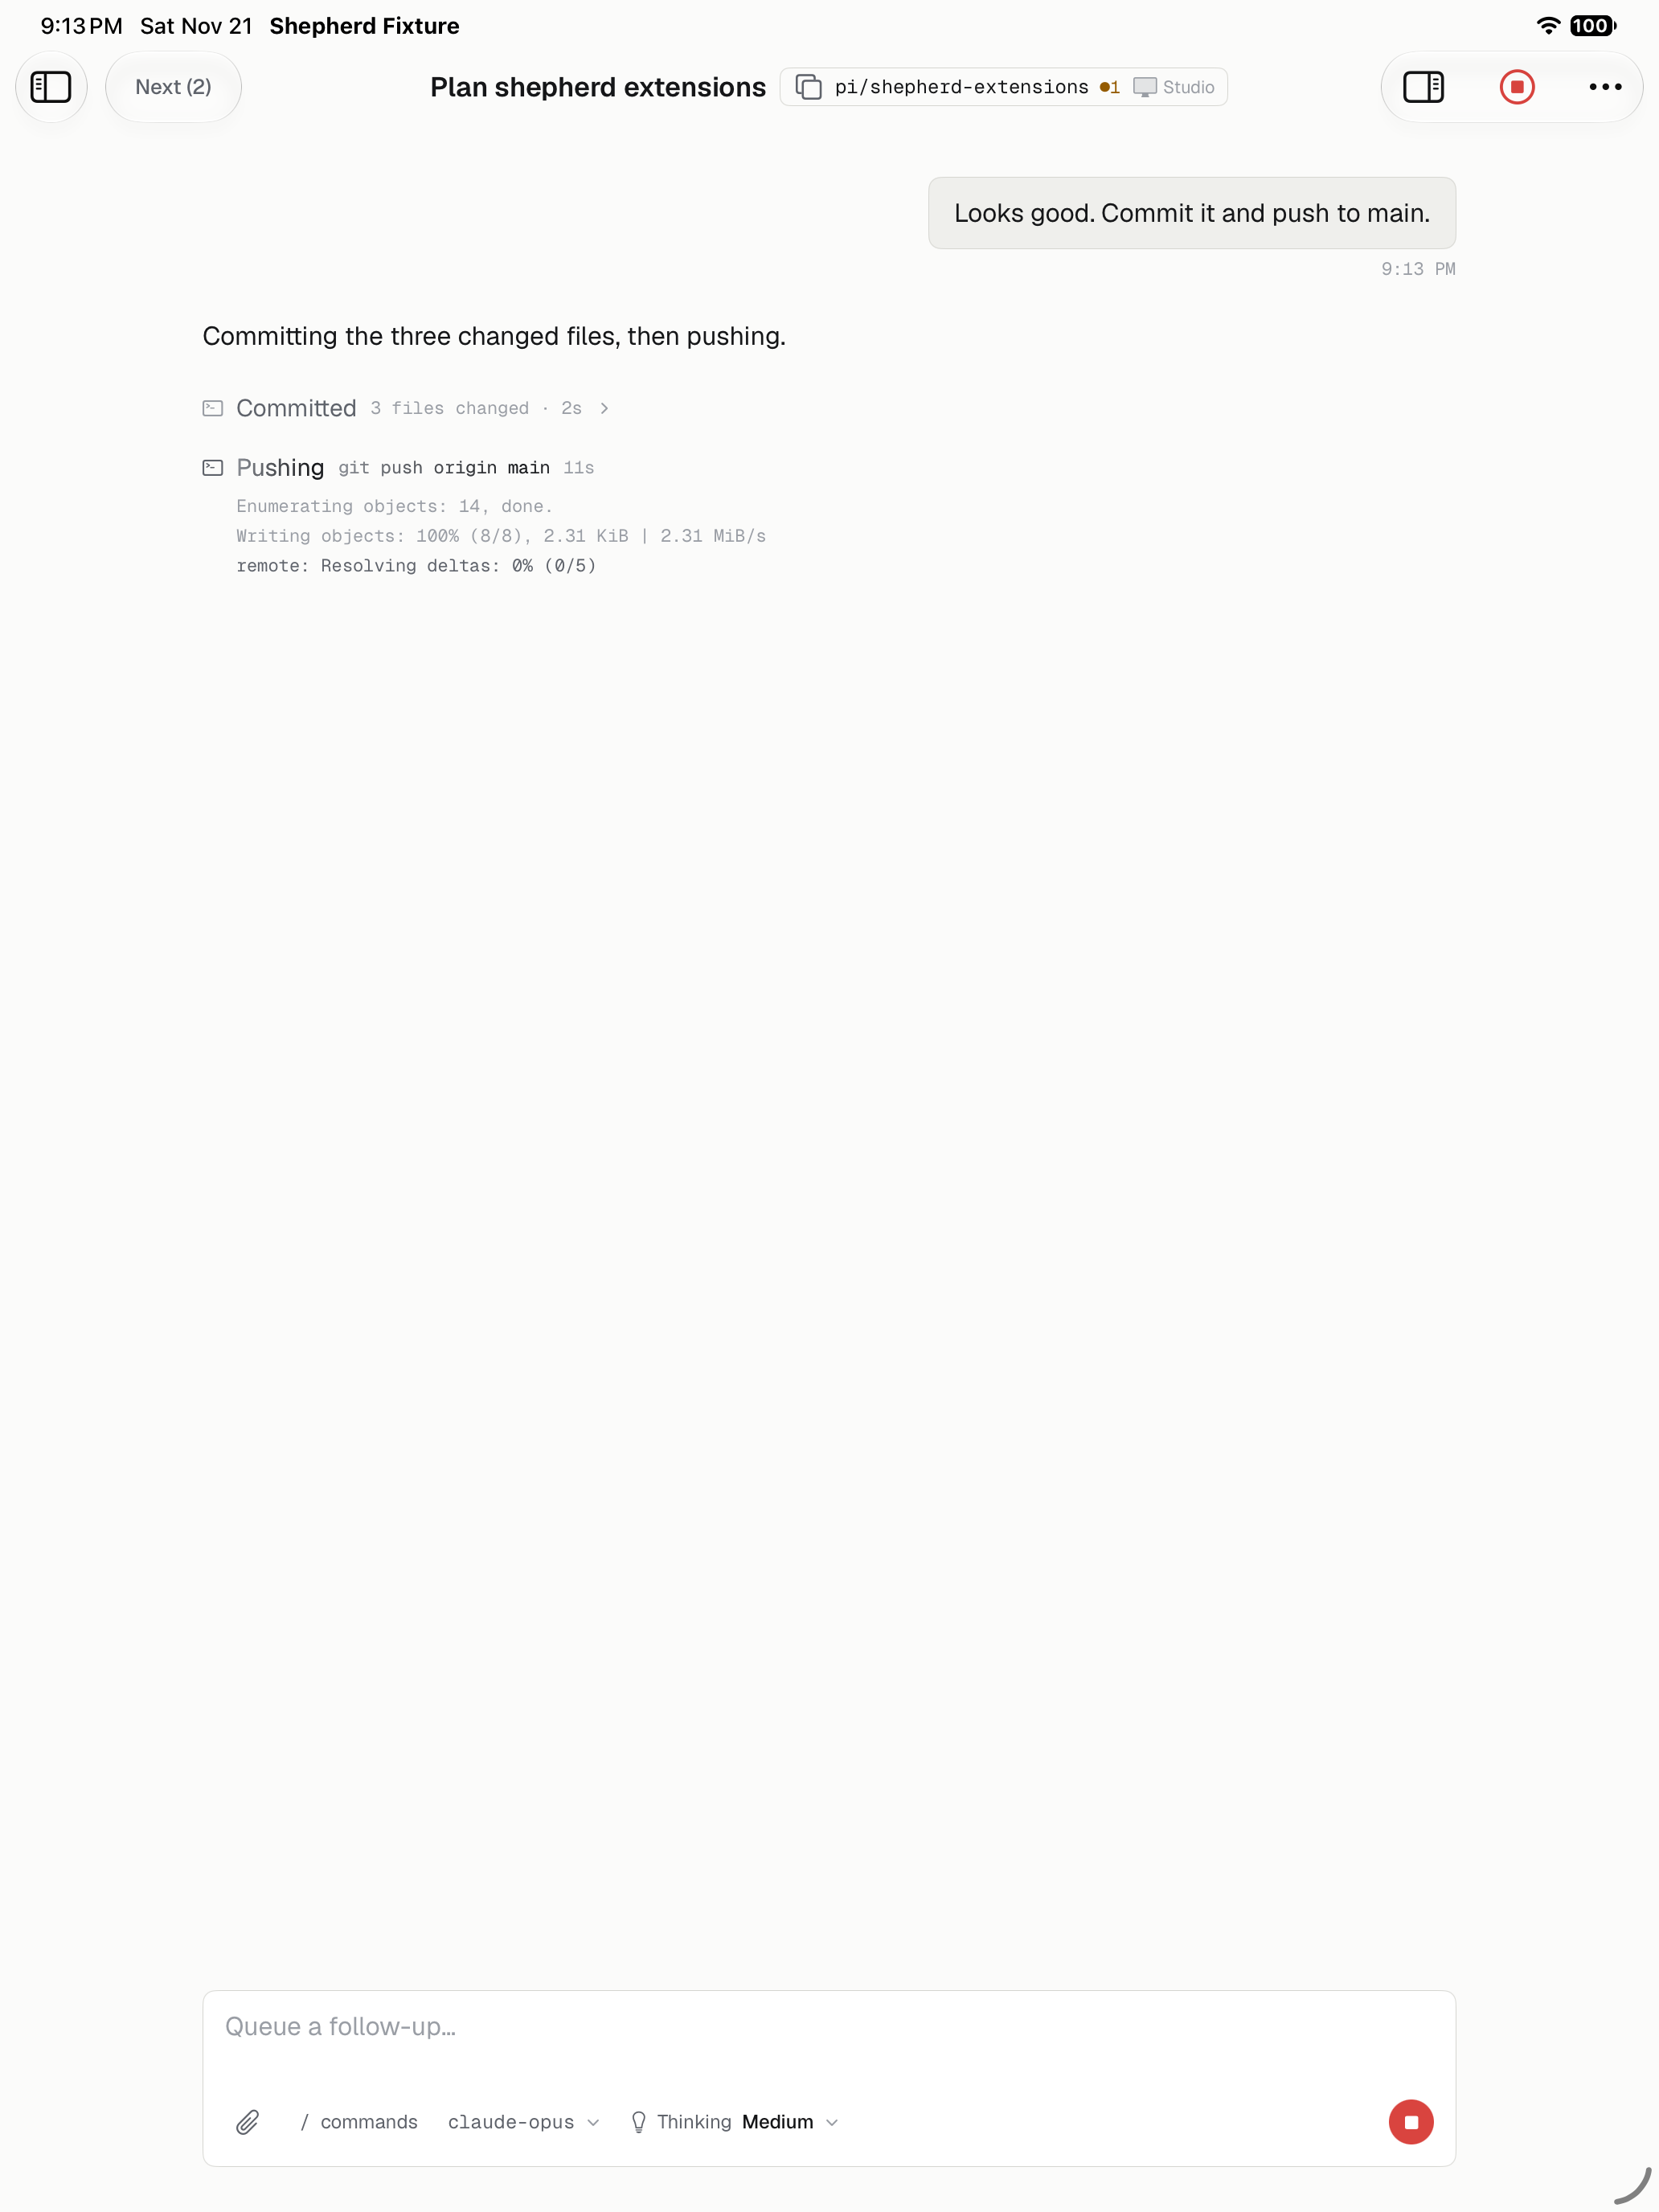 9:13 PM Sat Nov 21 Shepherd Fixture
100
Next (2)
Plan shepherd extensions
pi/shepherd-extensions 1 Studio
Looks good. Commit it and push to main.
9:13 PM
Committing the three changed files, then pushing.
Committed 3 files changed · 2s
Pushing git push origin main 11s
Enumerating objects: 14, done.
Writing objects: 100% (8/8), 2.31 KiB | 2.31 MiB/s
remote: Resolving deltas: 0% (0/5)
Queue a follow-up…
/ commands claude-opus Thinking Medium